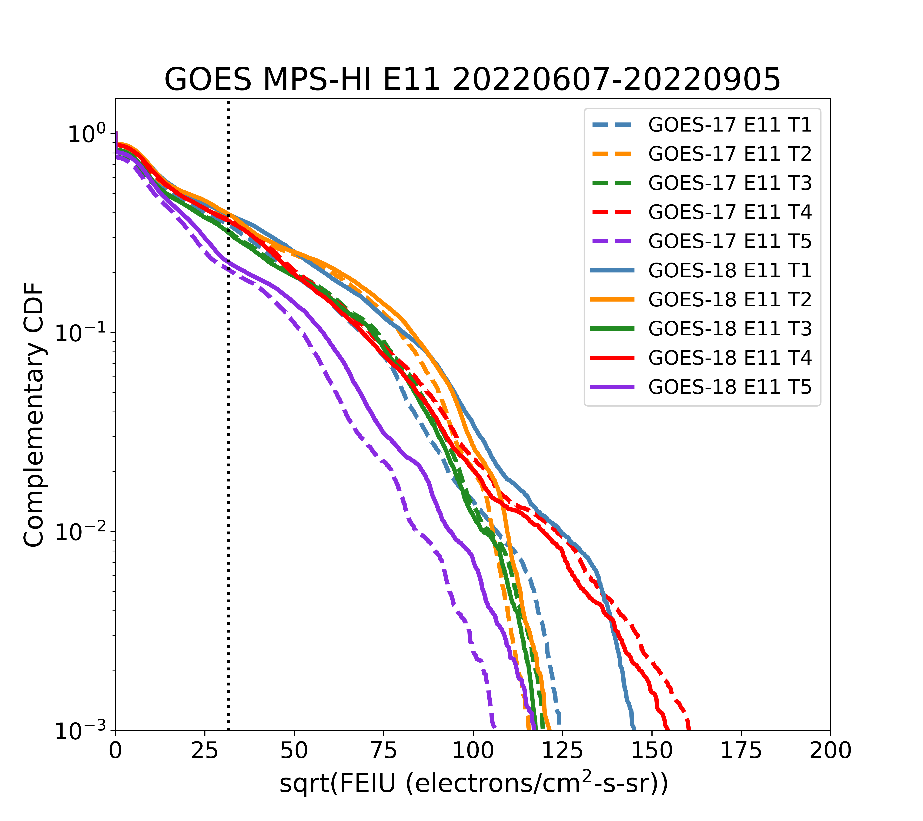 GOES MPS-HI E11 20220607-20220905
GOES-17 E11 T1
GOES-17 E11 T2
GOES-17 E11 T3
GOES-17 E11 T4
GOES-17 E11 T5
GOES-18 E11 T1
GOES-18 E11 T2
GOES-18 E11 T3
GOES-18 E11 T4
GOES-18 E11 T5
Complementary CDF
10⁰
10⁻¹
10⁻²
10⁻³
0 25 50 75 100 125 150 175 200
sqrt(FEIU (electrons/cm²-s-sr))